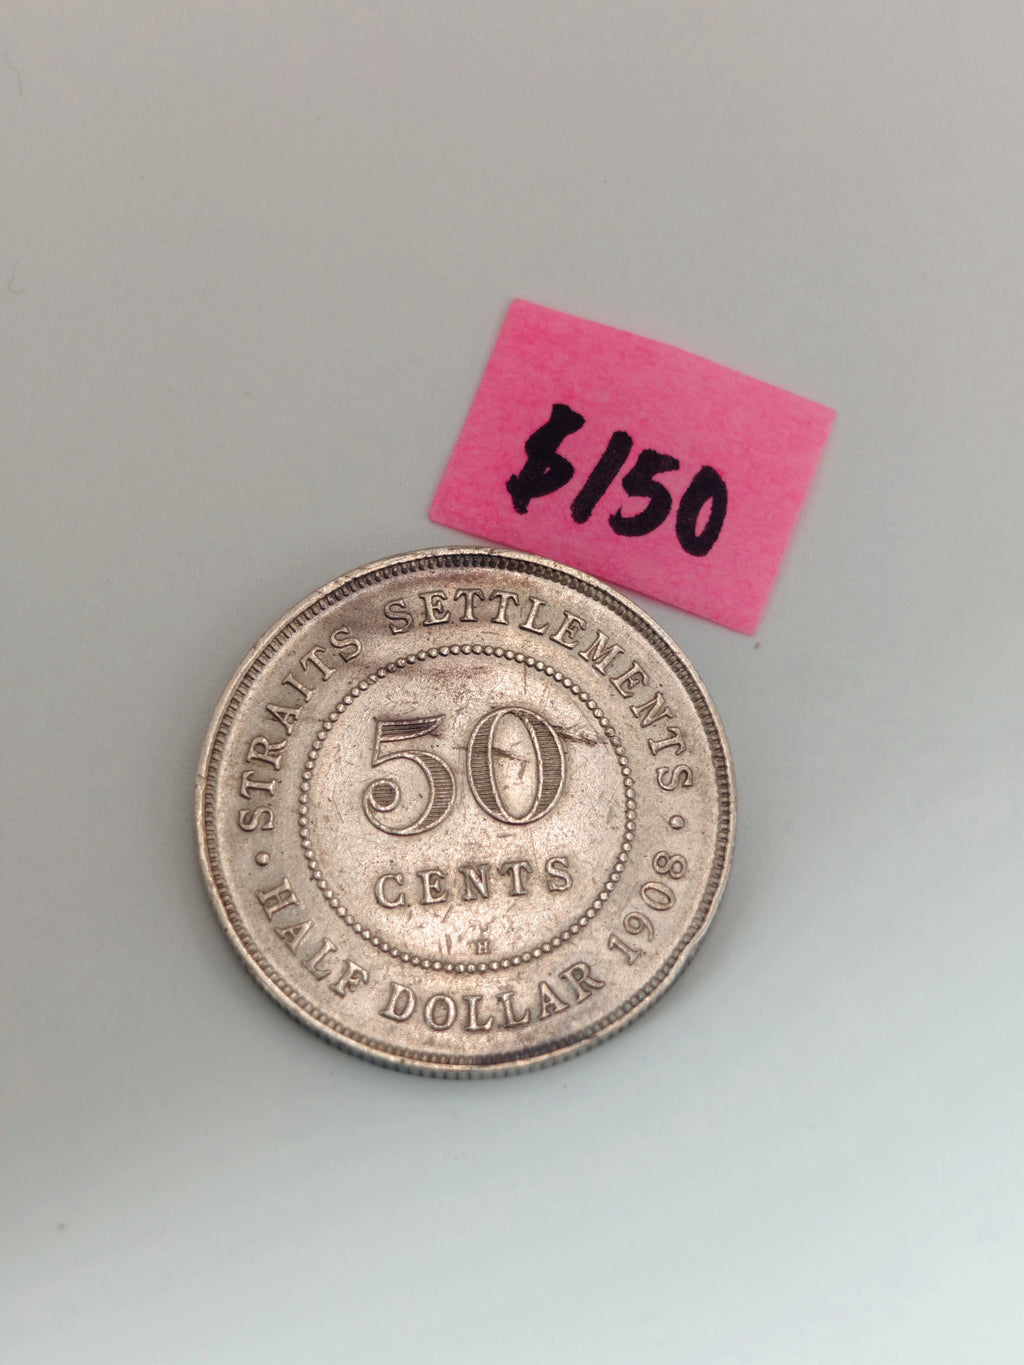 $150
· STRAITS SETTLEMENTS ·
50
CENTS
H
HALF DOLLAR 1908